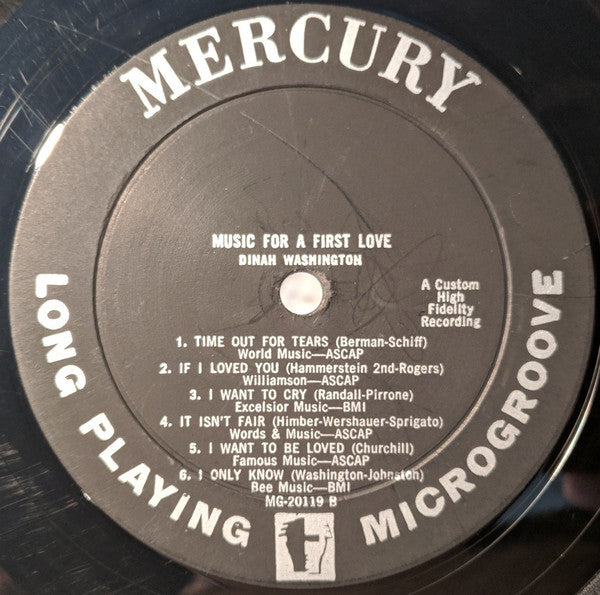 MERCURY
MUSIC FOR A FIRST LOVE
DINAH WASHINGTON
A Custom
High
Fidelity
Recording
1. TIME OUT FOR TEARS (Berman-Schiff)
World Music—ASCAP
2. IF I LOVED YOU (Hammerstein 2nd-Rogers)
Williamson—ASCAP
3. I WANT TO CRY (Randall-Pirrone)
Excelsior Music—BMI
4. IT ISN'T FAIR (Himber-Wershauer-Sprigato)
Words & Music—ASCAP
5. I WANT TO BE LOVED (Churchill)
Famous Music—ASCAP
6. I ONLY KNOW (Washington-Johnston)
Bee Music—BMI
MG-20119 B
LONG PLAYING MICROGROOVE